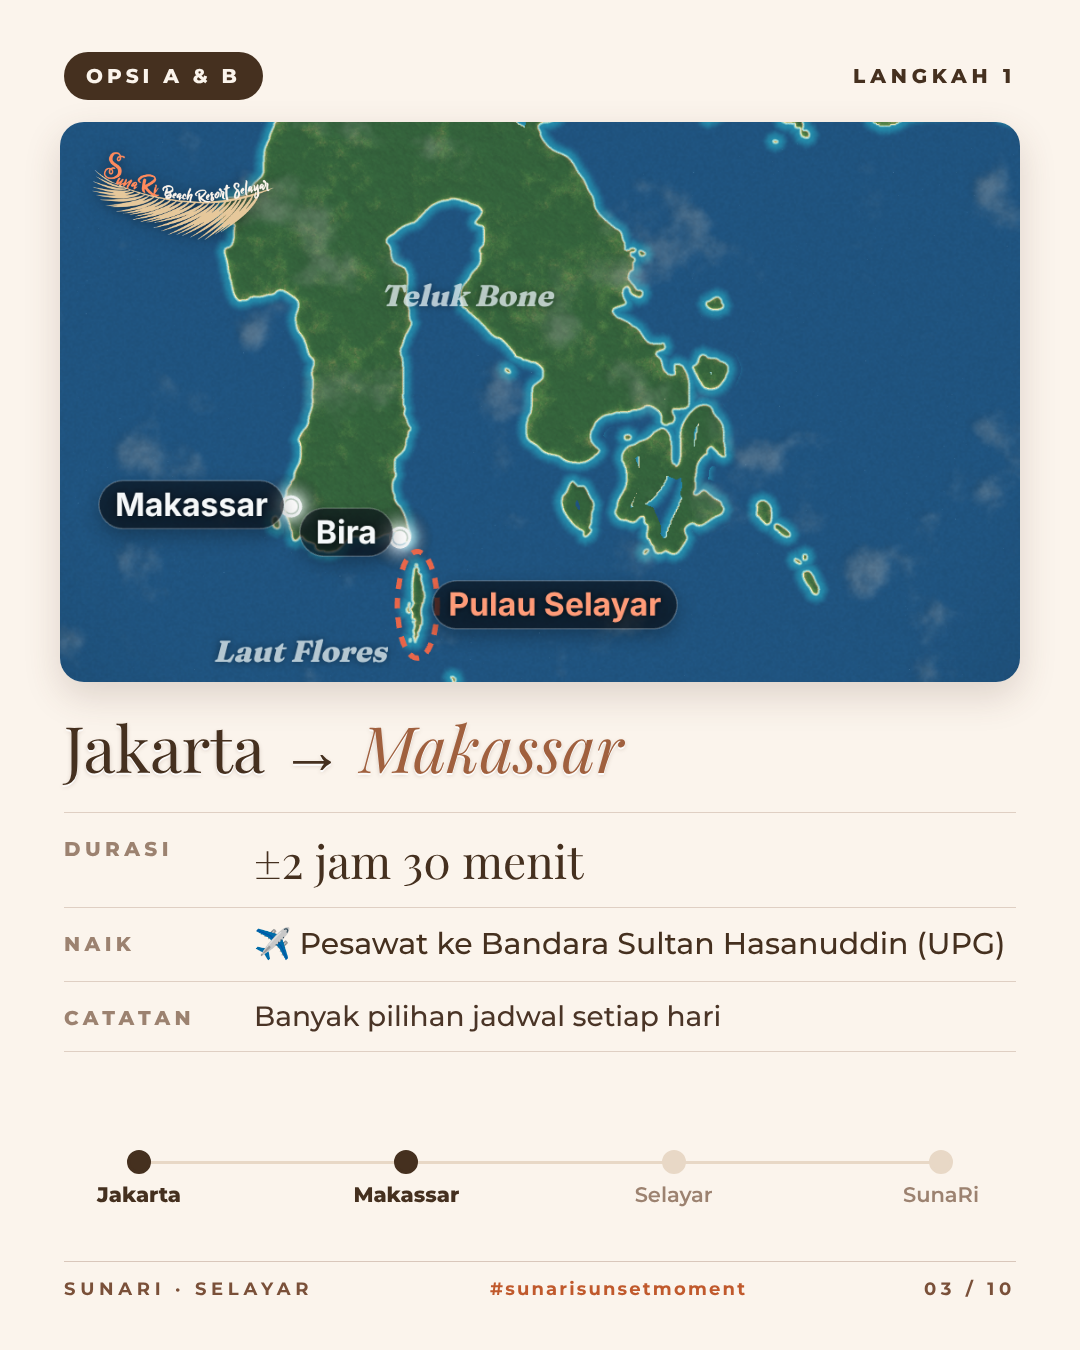 OPSI A & B
LANGKAH 1
SunaRi Beach Resort Selayar
Teluk Bone
Makassar
Bira
Pulau Selayar
Laut Flores
Jakarta → Makassar
DURASI
±2 jam 30 menit
NAIK
✈️ Pesawat ke Bandara Sultan Hasanuddin (UPG)
CATATAN
Banyak pilihan jadwal setiap hari
Jakarta
Makassar
Selayar
SunaRi
SUNARI · SELAYAR
#sunarisunsetmoment
03 / 10